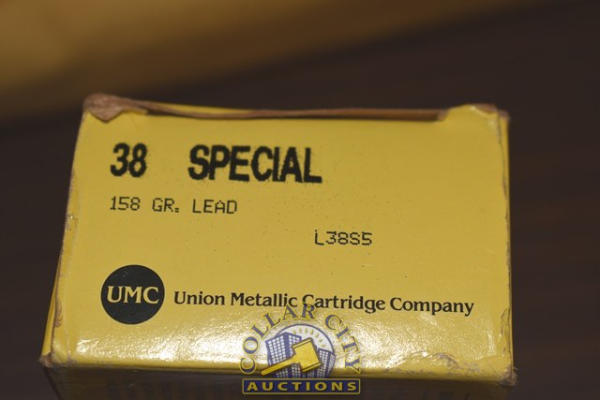 38 SPECIAL
158 GR. LEAD
L38S5
UMC Union Metallic Cartridge Company
COLLAR CITY
AUCTIONS